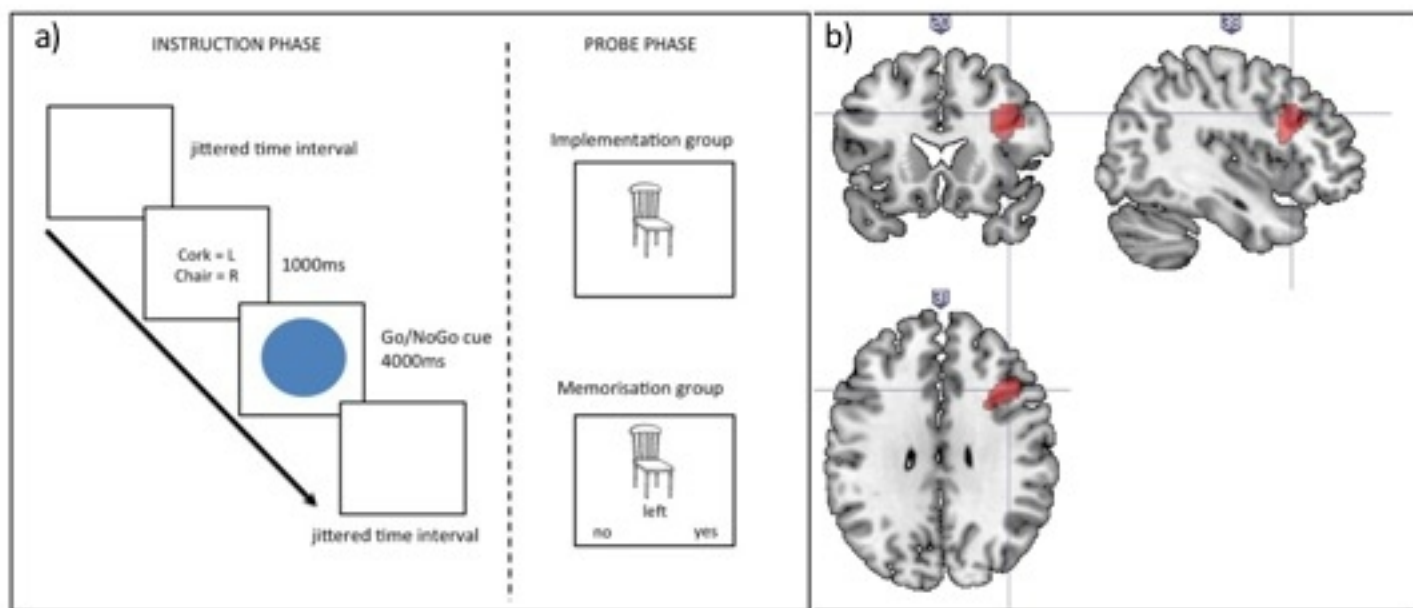 a)
INSTRUCTION PHASE
jittered time interval
Cork = L
Chair = R
1000ms
Go/NoGo cue
4000ms
jittered time interval
PROBE PHASE
Implementation group
Memorisation group
left
no yes
b)